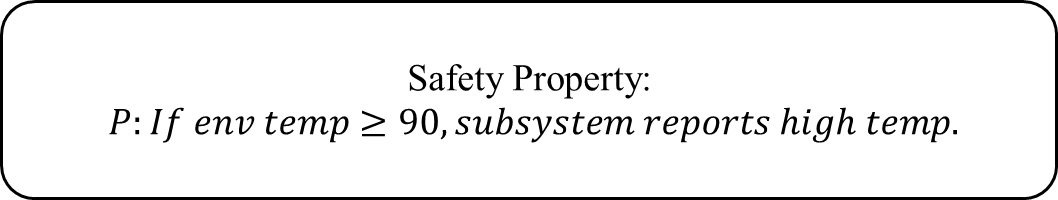 Safety Property:
P: If env temp ≥ 90, subsystem reports high temp.